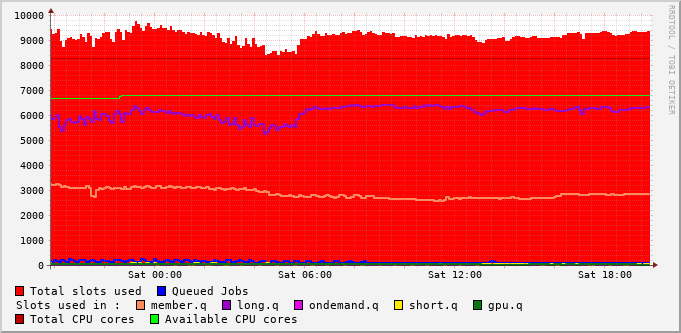 10000
9000
8000
7000
6000
5000
4000
3000
2000
1000
0
Sat 00:00 Sat 06:00 Sat 12:00 Sat 18:00
Total slots used Queued Jobs
Slots used in : member.q long.q ondemand.q short.q gpu.q
Total CPU cores Available CPU cores
RRDTOOL / TOBI OETIKER